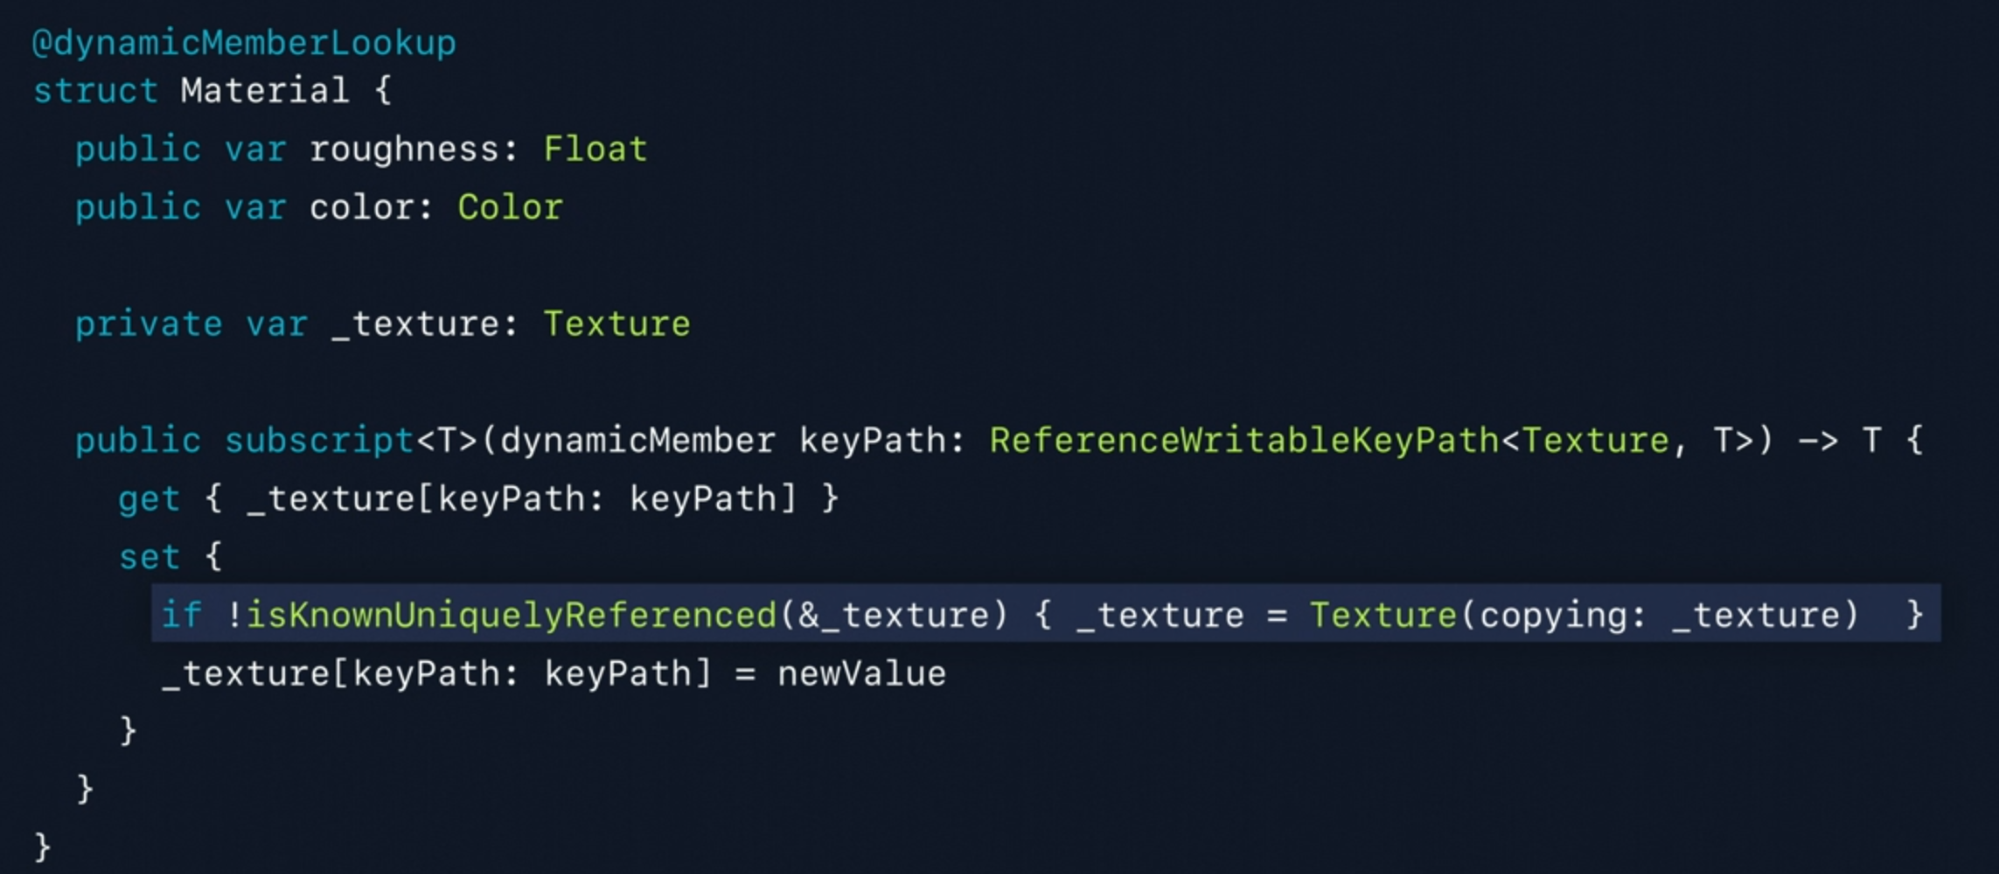 @dynamicMemberLookup
struct Material {
  public var roughness: Float
  public var color: Color

  private var _texture: Texture

  public subscript<T>(dynamicMember keyPath: ReferenceWritableKeyPath<Texture, T>) -> T {
    get { _texture[keyPath: keyPath] }
    set {
      if !isKnownUniquelyReferenced(&_texture) { _texture = Texture(copying: _texture)  }
      _texture[keyPath: keyPath] = newValue
    }
  }
}